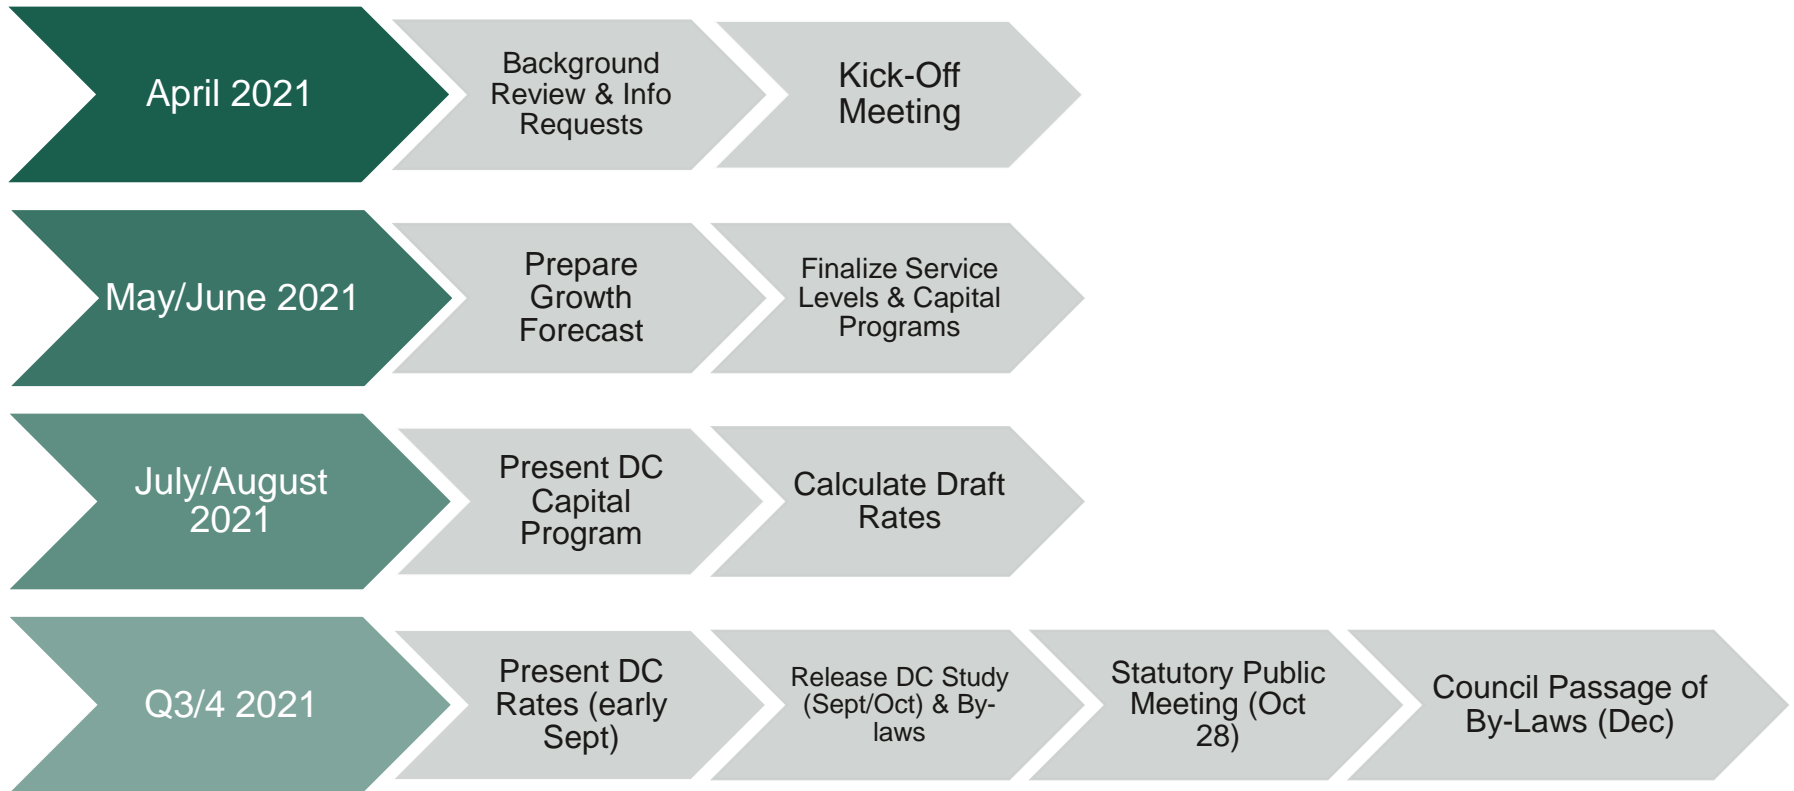 April 2021
Background
Review & Info
Requests
Kick-Off
Meeting
May/June 2021
Prepare
Growth
Forecast
Finalize Service
Levels & Capital
Programs
July/August
2021
Present DC
Capital
Program
Calculate Draft
Rates
Q3/4 2021
Present DC
Rates (early
Sept)
Release DC Study
(Sept/Oct) & By-
laws
Statutory Public
Meeting (Oct
28)
Council Passage of
By-Laws (Dec)